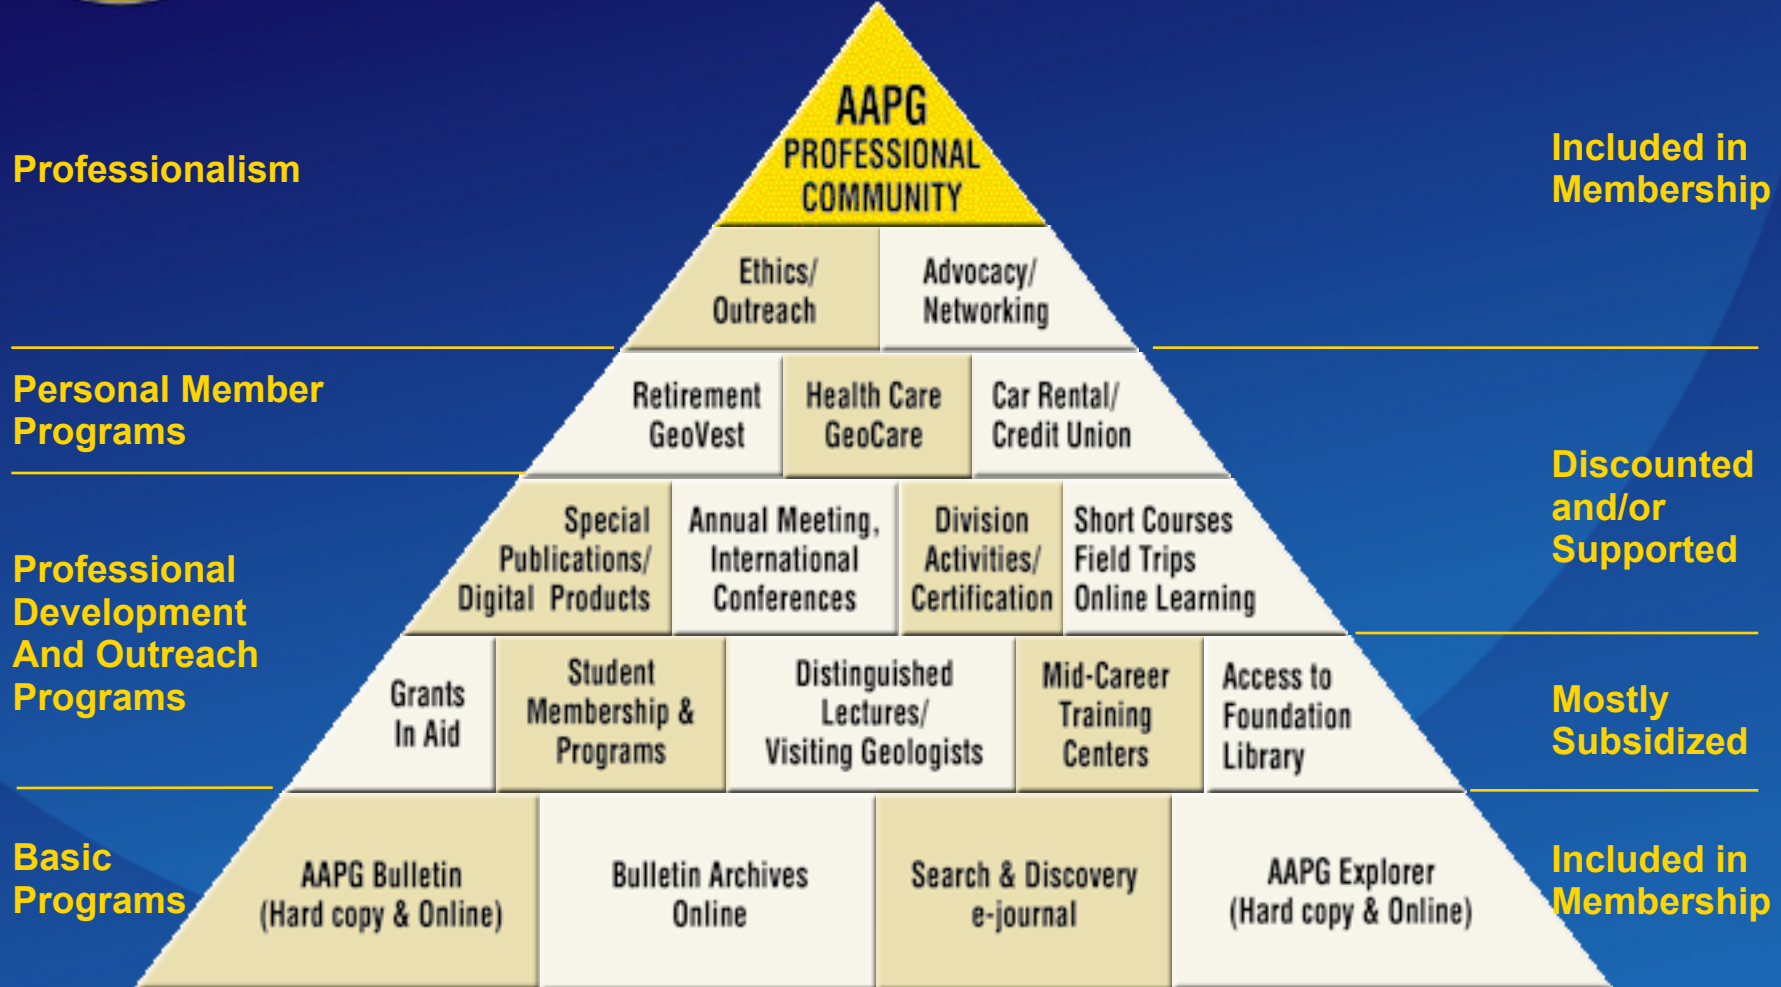 AAPG
PROFESSIONAL
COMMUNITY
Professionalism
Included in
Membership
Ethics/
Outreach
Advocacy/
Networking
Personal Member
Programs
Retirement
GeoVest
Health Care
GeoCare
Car Rental/
Credit Union
Discounted
and/or
Supported
Professional
Development
And Outreach
Programs
Special
Publications/
Digital Products
Annual Meeting,
International
Conferences
Division
Activities/
Certification
Short Courses
Field Trips
Online Learning
Grants
In Aid
Student
Membership &
Programs
Distinguished
Lectures/
Visiting Geologists
Mid-Career
Training
Centers
Access to
Foundation
Library
Mostly
Subsidized
Basic
Programs
AAPG Bulletin
(Hard copy & Online)
Bulletin Archives
Online
Search & Discovery
e-journal
AAPG Explorer
(Hard copy & Online)
Included in
Membership